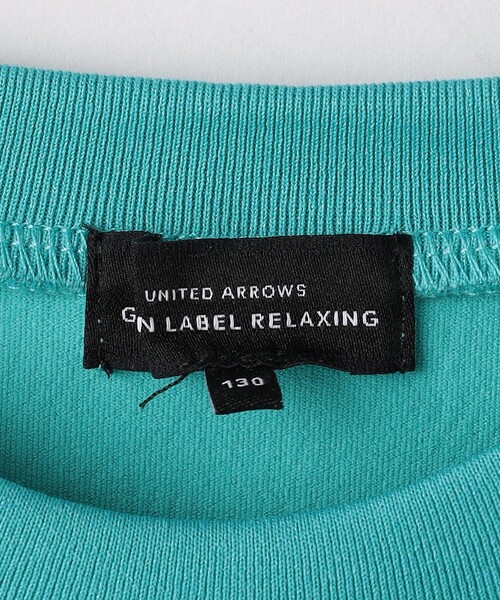 UNITED ARROWS
GN LABEL RELAXING
130